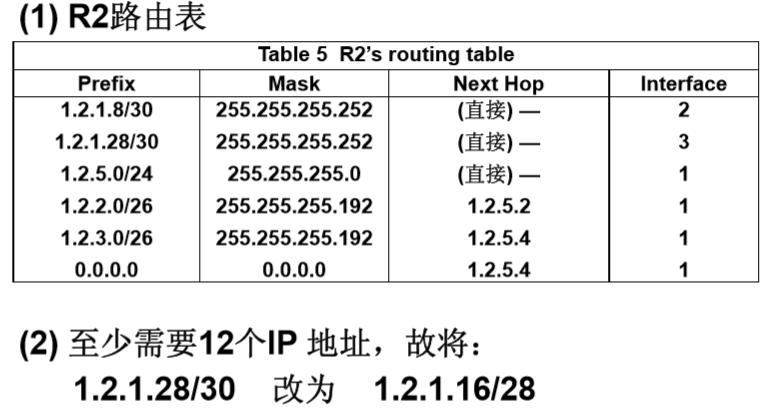 (1) R2路由表
Table 5 R2's routing table
Prefix Mask Next Hop Interface
1.2.1.8/30 255.255.255.252 (直接) — 2
1.2.1.28/30 255.255.255.252 (直接) — 3
1.2.5.0/24 255.255.255.0 (直接) — 1
1.2.2.0/26 255.255.255.192 1.2.5.2 1
1.2.3.0/26 255.255.255.192 1.2.5.4 1
0.0.0.0 0.0.0.0 1.2.5.4 1
(2) 至少需要12个IP 地址，故将：
1.2.1.28/30 改为 1.2.1.16/28